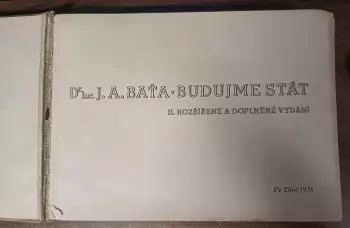 Dr h.c. J. A. BAŤA · BUDUJME STÁT
II. ROZŠÍŘENÉ A DOPLNĚNÉ VYDÁNÍ
Ve Zlíně 1938